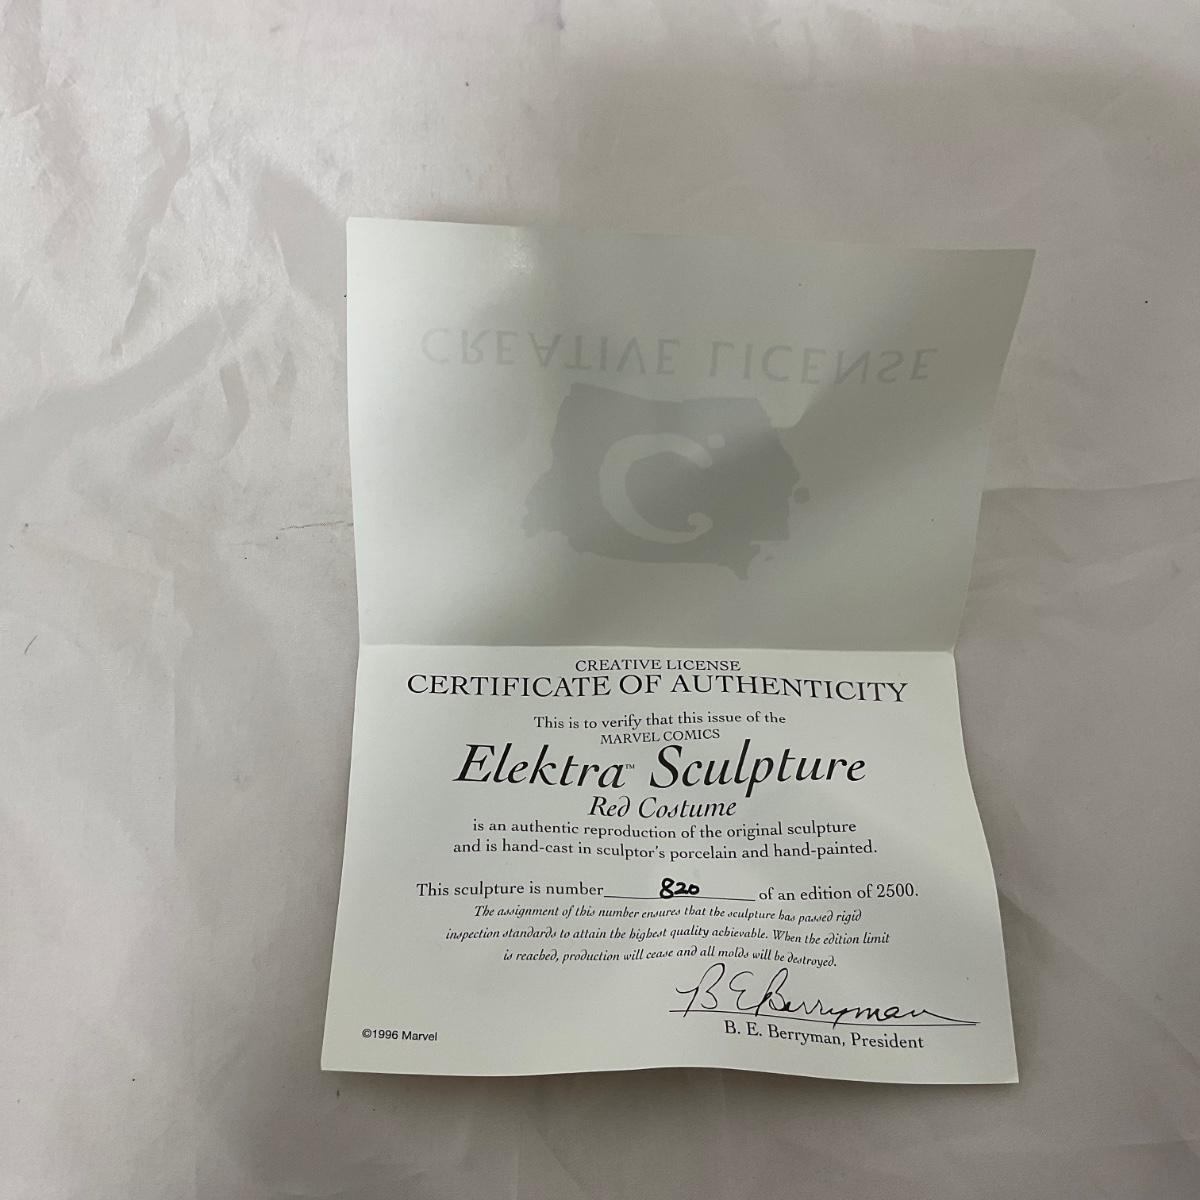 CREATIVE LICENSE
C
CREATIVE LICENSE
CERTIFICATE OF AUTHENTICITY
This is to verify that this issue of the
MARVEL COMICS
Elektra™ Sculpture
Red Costume
is an authentic reproduction of the original sculpture
and is hand-cast in sculptor's porcelain and hand-painted.
This sculpture is number 820 of an edition of 2500.
The assignment of this number ensures that the sculpture has passed rigid
inspection standards to attain the highest quality achievable. When the edition limit
is reached, production will cease and all molds will be destroyed.
B E Berryman
B. E. Berryman, President
©1996 Marvel